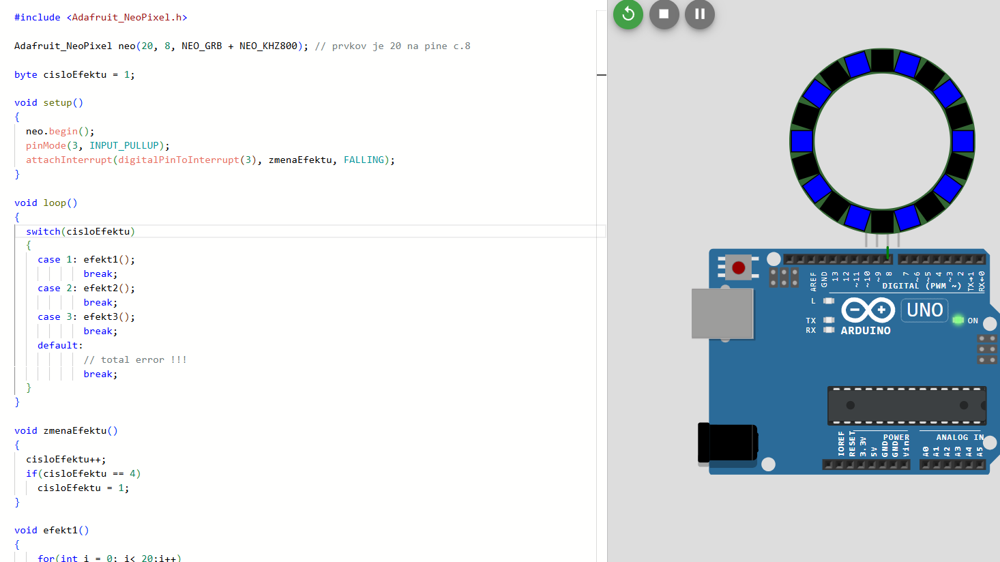 #include <Adafruit_NeoPixel.h>
Adafruit_NeoPixel neo(20, 8, NEO_GRB + NEO_KHZ800); // prvkov je 20 na pine c.8
byte cisloEfektu = 1;
void setup()
{
neo.begin();
pinMode(3, INPUT_PULLUP);
attachInterrupt(digitalPinToInterrupt(3), zmenaEfektu, FALLING);
}
void loop()
{
switch(cisloEfektu)
{
case 1: efekt1();
break;
case 2: efekt2();
break;
case 3: efekt3();
break;
default:
// total error !!!
break;
}
}
void zmenaEfektu()
{
cisloEfektu++;
if(cisloEfektu == 4)
cisloEfektu = 1;
}
void efekt1()
{
for(int i = 0; i< 20;i++)
AREF GND 13 12 ~11 ~10 ~9 8 7 ~6 ~5 4 ~3 2 TX→1 RX←0
DIGITAL (PWM ~)
L
TX
RX
UNO
ARDUINO
ON
IOREF RESET 3.3V 5V GND GND Vin
POWER
ANALOG IN
A0 A1 A2 A3 A4 A5